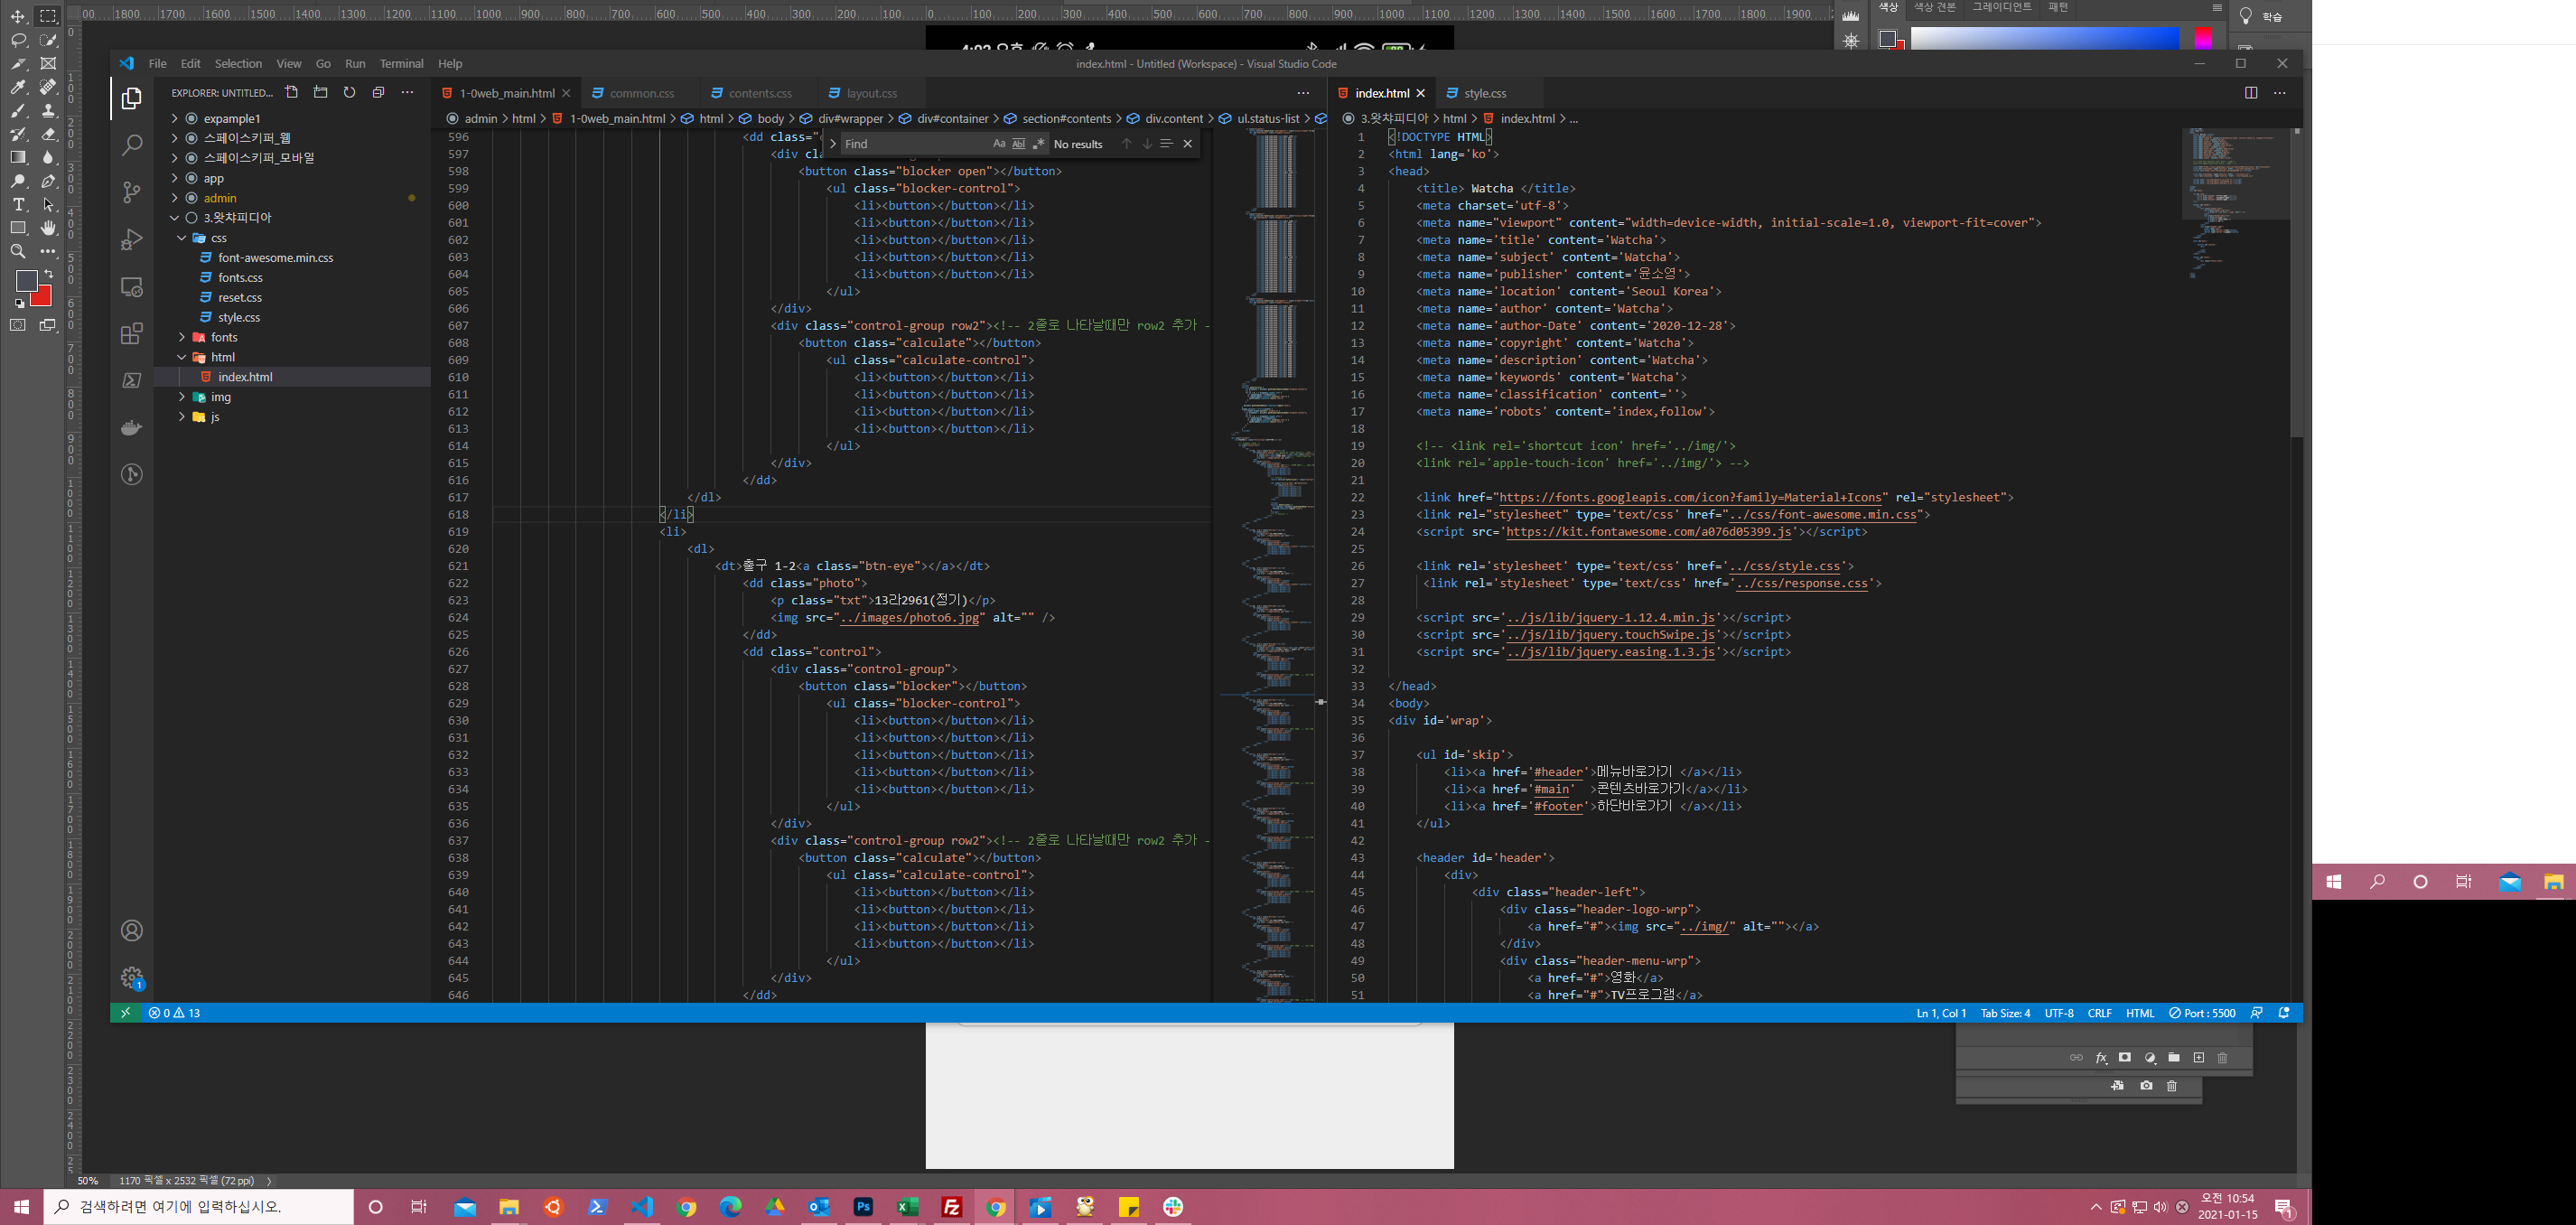 색상 색상 견본 그레이디언트 패턴
학습
File Edit Selection View Go Run Terminal Help
index.html - Untitled (Workspace) - Visual Studio Code
EXPLORER: UNTITLED...
expample1
스페이스키퍼_웹
스페이스키퍼_모바일
app
admin
3.왓챠피디아
css
font-awesome.min.css
fonts.css
reset.css
style.css
fonts
html
index.html
img
js
1-0web_main.html common.css contents.css layout.css
admin > html > 1-0web_main.html > html > body > div#wrapper > div#container > section#contents > div.content > ul.status-list >
Find Aa Abl .* No results
596 <dd class="c
597 <div cla
598 <button class="blocker open"></button>
599 <ul class="blocker-control">
600 <li><button></button></li>
601 <li><button></button></li>
602 <li><button></button></li>
603 <li><button></button></li>
604 <li><button></button></li>
605 </ul>
606 </div>
607 <div class="control-group row2"><!-- 2줄로 나타날때만 row2 추가 -
608 <button class="calculate"></button>
609 <ul class="calculate-control">
610 <li><button></button></li>
611 <li><button></button></li>
612 <li><button></button></li>
613 <li><button></button></li>
614 </ul>
615 </div>
616 </dd>
617 </dl>
618 </li>
619 <li>
620 <dl>
621 <dt>출구 1-2<a class="btn-eye"></a></dt>
622 <dd class="photo">
623 <p class="txt">13라2961(정기)</p>
624 <img src="../images/photo6.jpg" alt="" />
625 </dd>
626 <dd class="control">
627 <div class="control-group">
628 <button class="blocker"></button>
629 <ul class="blocker-control">
630 <li><button></button></li>
631 <li><button></button></li>
632 <li><button></button></li>
633 <li><button></button></li>
634 <li><button></button></li>
635 </ul>
636 </div>
637 <div class="control-group row2"><!-- 2줄로 나타날때만 row2 추가 -
638 <button class="calculate"></button>
639 <ul class="calculate-control">
640 <li><button></button></li>
641 <li><button></button></li>
642 <li><button></button></li>
643 <li><button></button></li>
644 </ul>
645 </div>
646 </dd>
index.html style.css
3.왓챠피디아 > html > index.html > ...
1 <!DOCTYPE HTML>
2 <html lang='ko'>
3 <head>
4 <title> Watcha </title>
5 <meta charset='utf-8'>
6 <meta name="viewport" content="width=device-width, initial-scale=1.0, viewport-fit=cover">
7 <meta name='title' content='Watcha'>
8 <meta name='subject' content='Watcha'>
9 <meta name='publisher' content='윤소영'>
10 <meta name='location' content='Seoul Korea'>
11 <meta name='author' content='Watcha'>
12 <meta name='author-Date' content='2020-12-28'>
13 <meta name='copyright' content='Watcha'>
14 <meta name='description' content='Watcha'>
15 <meta name='keywords' content='Watcha'>
16 <meta name='classification' content=''>
17 <meta name='robots' content='index,follow'>
18
19 <!-- <link rel='shortcut icon' href='../img/'>
20 <link rel='apple-touch-icon' href='../img/'> -->
21
22 <link href="https://fonts.googleapis.com/icon?family=Material+Icons" rel="stylesheet">
23 <link rel="stylesheet" type='text/css' href="../css/font-awesome.min.css">
24 <script src='https://kit.fontawesome.com/a076d05399.js'></script>
25
26 <link rel='stylesheet' type='text/css' href='../css/style.css'>
27 <link rel='stylesheet' type='text/css' href='../css/response.css'>
28
29 <script src='../js/lib/jquery-1.12.4.min.js'></script>
30 <script src='../js/lib/jquery.touchSwipe.js'></script>
31 <script src='../js/lib/jquery.easing.1.3.js'></script>
32
33 </head>
34 <body>
35 <div id='wrap'>
36
37 <ul id='skip'>
38 <li><a href='#header'>메뉴바로가기 </a></li>
39 <li><a href='#main' >콘텐츠바로가기</a></li>
40 <li><a href='#footer'>하단바로가기 </a></li>
41 </ul>
42
43 <header id='header'>
44 <div>
45 <div class="header-left">
46 <div class="header-logo-wrp">
47 <a href="#"><img src="../img/" alt=""></a>
48 </div>
49 <div class="header-menu-wrp">
50 <a href="#">영화</a>
51 <a href="#">TV프로그램</a>
0 13
Ln 1, Col 1 Tab Size: 4 UTF-8 CRLF HTML Port : 5500
50% 1170 픽셀 x 2532 픽셀 (72 ppi)
검색하려면 여기에 입력하십시오.
오전 10:54
2021-01-15